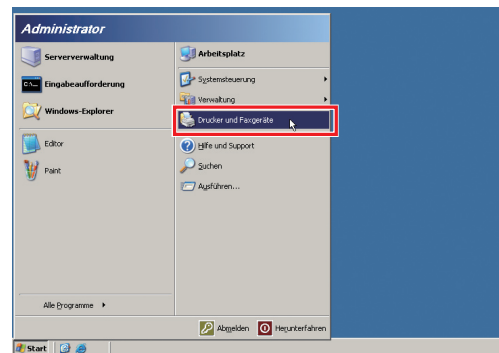 Administrator
Serververwaltung
Eingabeaufforderung
Windows-Explorer
Editor
Paint
Alle Programme
Arbeitsplatz
Systemsteuerung
Verwaltung
Drucker und Faxgeräte
Hilfe und Support
Suchen
Ausführen...
Abmelden
Herunterfahren
Start